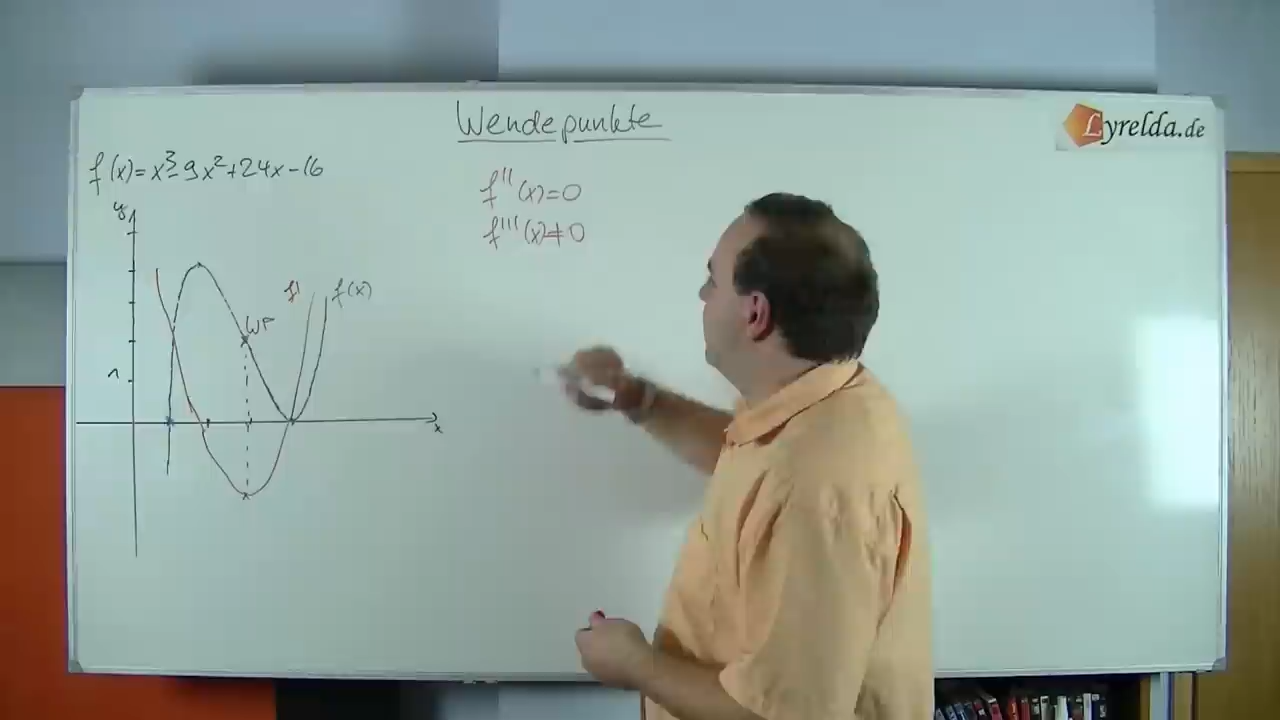 Wendepunkte
Lyrelda.de
f(x)=x³-9x²+24x-16
f''(x)=0
f'''(x)≠0
y
f'
f(x)
WP
1
x